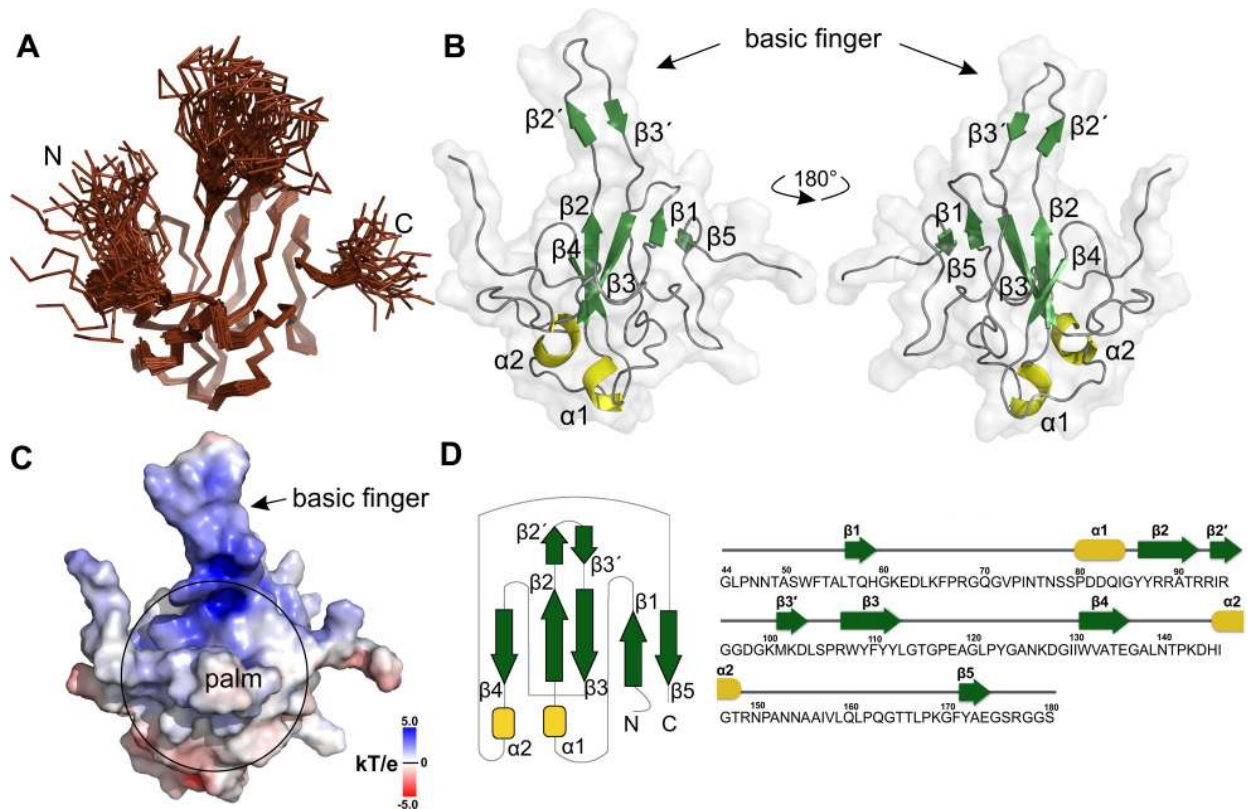 A
N
C
B
basic finger
β2´
β3´
β2
β1
β4
β5
β3
α2
α1
180°
β3´
β2´
β1
β2
β5
β4
β3
α2
α1
C
basic finger
palm
5.0
kT/e
0
-5.0
D
β2´
β3´
β2
β1
β4
β3
β5
N
C
α2
α1
β1 α1 β2 β2'
44 50 60 70 80 90
GLPNNTASWFTALTQHGKEDLKFPRGQGVPINTNSSPDDQIGYYRRATRRIR
β3' β3 β4 α2
100 110 120 130 140
GGDGKMKDLSPRWYFYYLGTGPEAGLPYGANKDGIIWVATEGALNTPKDHI
α2 β5
150 160 170 180
GTRNPANNAAIVLQLPQGTTLPKGFYAEGSRGGS